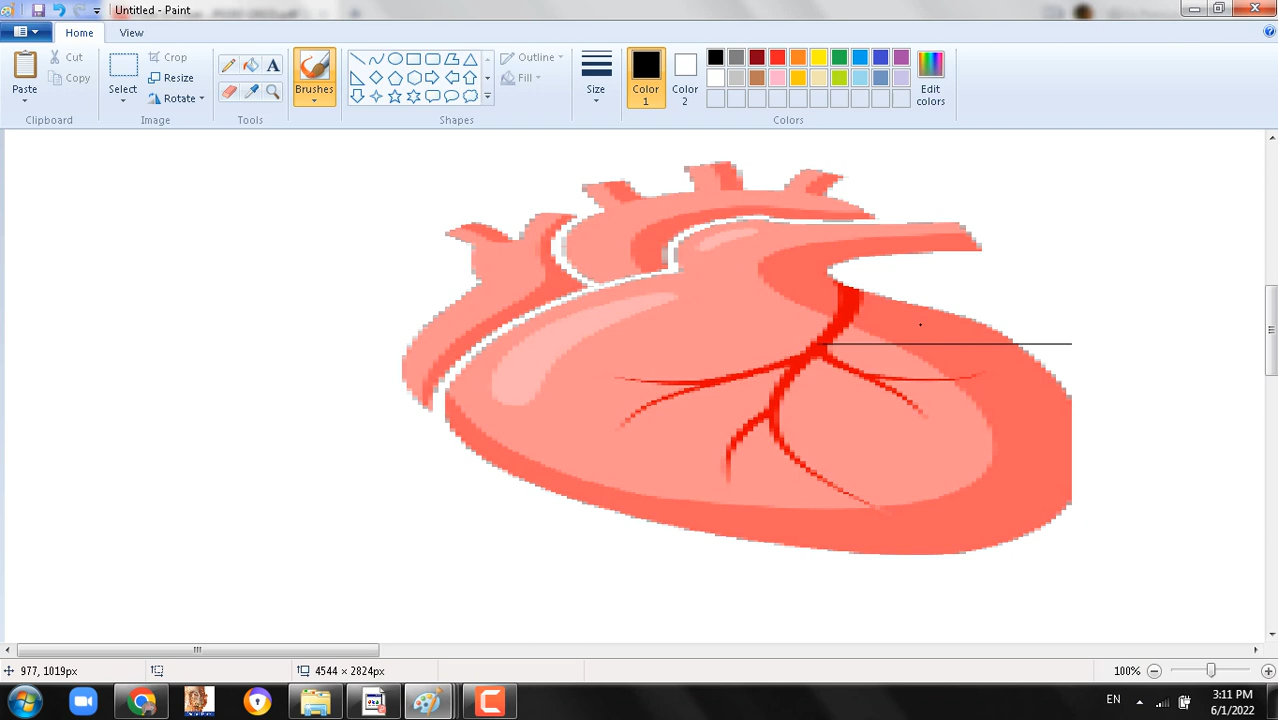 Untitled - Paint
Home
View
Paste
Cut
Copy
Clipboard
Select
Crop
Resize
Rotate
Image
A
Tools
Brushes
Outline
Fill
Shapes
Size
Color 1
Color 2
Edit colors
Colors
977, 1019px
4544 × 2824px
100%
EN
3:11 PM
6/1/2022